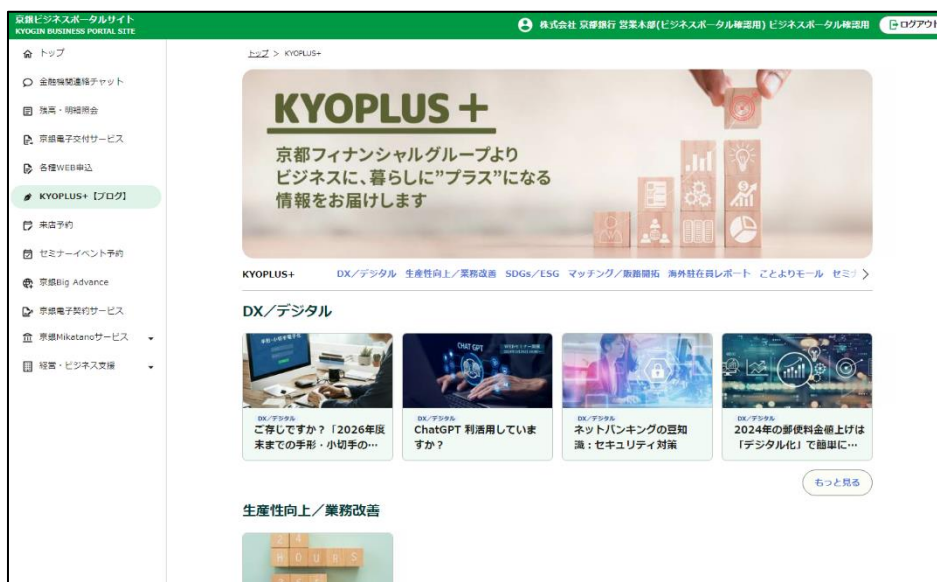 京銀ビジネスポータルサイト
KYOGIN BUSINESS PORTAL SITE
株式会社 京都銀行 営業本部(ビジネスポータル確認用) ビジネスポータル確認用
ログアウト
トップ
金融機関連絡チャット
残高・明細照会
京銀電子交付サービス
各種WEB申込
KYOPLUS+【ブログ】
来店予約
セミナーイベント予約
京銀Big Advance
京銀電子契約サービス
京銀Mikatanoサービス
経営・ビジネス支援
トップ > KYOPLUS+
KYOPLUS+
京都フィナンシャルグループより
ビジネスに、暮らしに”プラス”になる
情報をお届けします
KYOPLUS+ DX/デジタル 生産性向上/業務改善 SDGs/ESG マッチング/販路開拓 海外駐在員レポート ことよりモール セミナ
DX/デジタル
CHAT GPT
DX/デジタル
ご存じですか?「2026年度
末までの手形・小切手の…
DX/デジタル
ChatGPT 利活用していま
すか?
DX/デジタル
ネットバンキングの豆知
識:セキュリティ対策
DX/デジタル
2024年の郵便料金値上げは
「デジタル化」で簡単に…
もっと見る
生産性向上/業務改善
24
HOURS